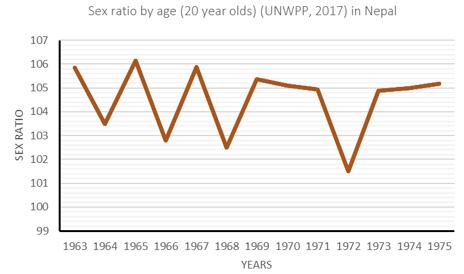 Sex ratio by age (20 year olds) (UNWPP, 2017) in Nepal
107
106
105
104
103
102
101
100
99
SEX RATIO
1963 1964 1965 1966 1967 1968 1969 1970 1971 1972 1973 1974 1975
YEARS